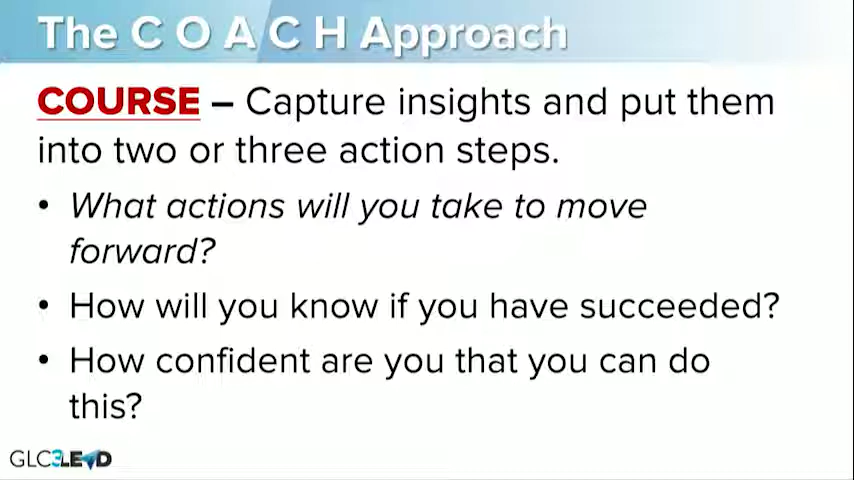 The C O A C H Approach
COURSE – Capture insights and put them
into two or three action steps.
• What actions will you take to move
forward?
• How will you know if you have succeeded?
• How confident are you that you can do
this?